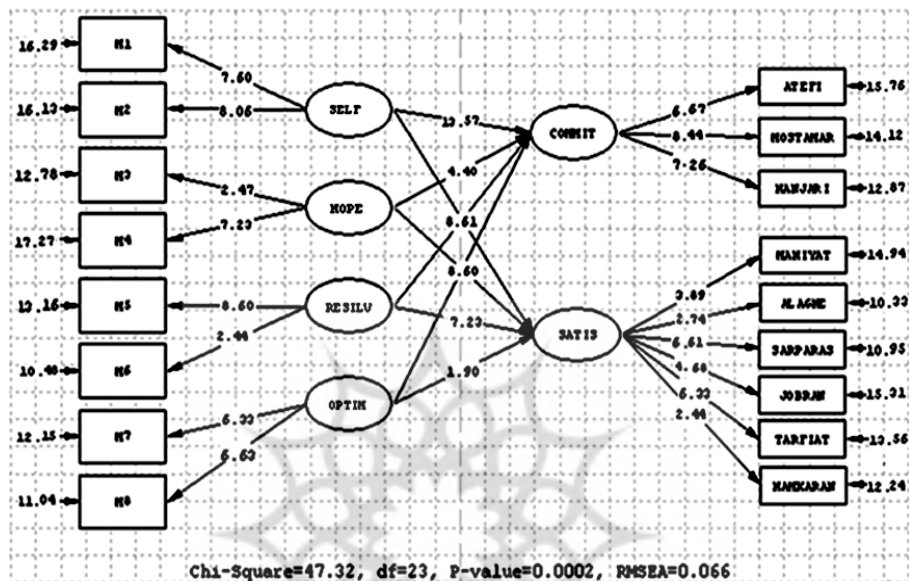 16.29 M1
16.13 M2
12.78 M3
17.27 M4
13.16 M5
10.40 M6
12.15 M7
11.04 M8
7.60
8.06
2.47
7.23
8.60
2.44
6.33
6.63
SELF
HOPE
RESILV
OPTIM
13.57
4.40
8.61
8.60
7.23
1.90
COMMIT
SATIS
6.67
8.44
7.26
3.89
2.74
6.61
4.68
6.33
2.44
ATEFI 15.76
MOSTAMAR 14.12
HANJARI 12.87
MAHIYAT 14.94
ALAGHE 10.33
SARPARAS 10.95
JOBRAN 15.31
TARFIAT 13.56
HAMKARAN 12.24
Chi-Square=47.32, df=23, P-value=0.0002, RMSEA=0.066